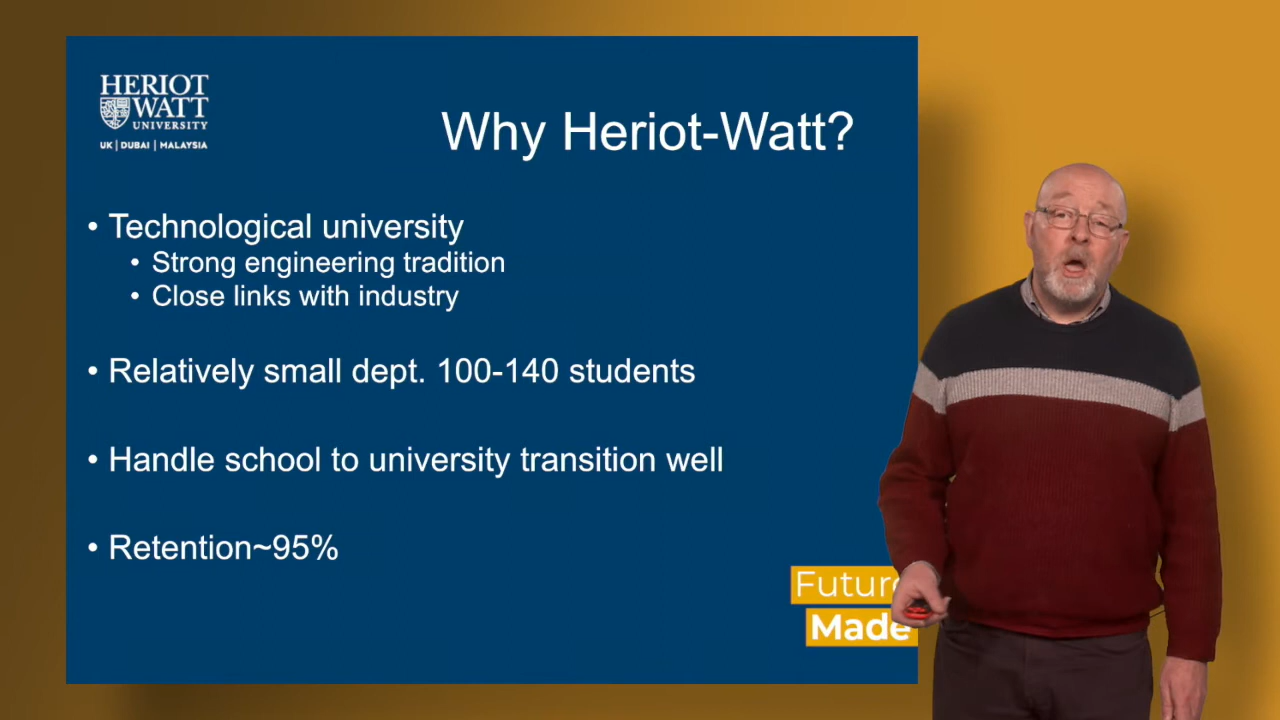 HERIOT
WATT
UNIVERSITY
UK | DUBAI | MALAYSIA
Why Heriot-Watt?
• Technological university
• Strong engineering tradition
• Close links with industry
• Relatively small dept. 100-140 students
• Handle school to university transition well
• Retention~95%
Future
Made